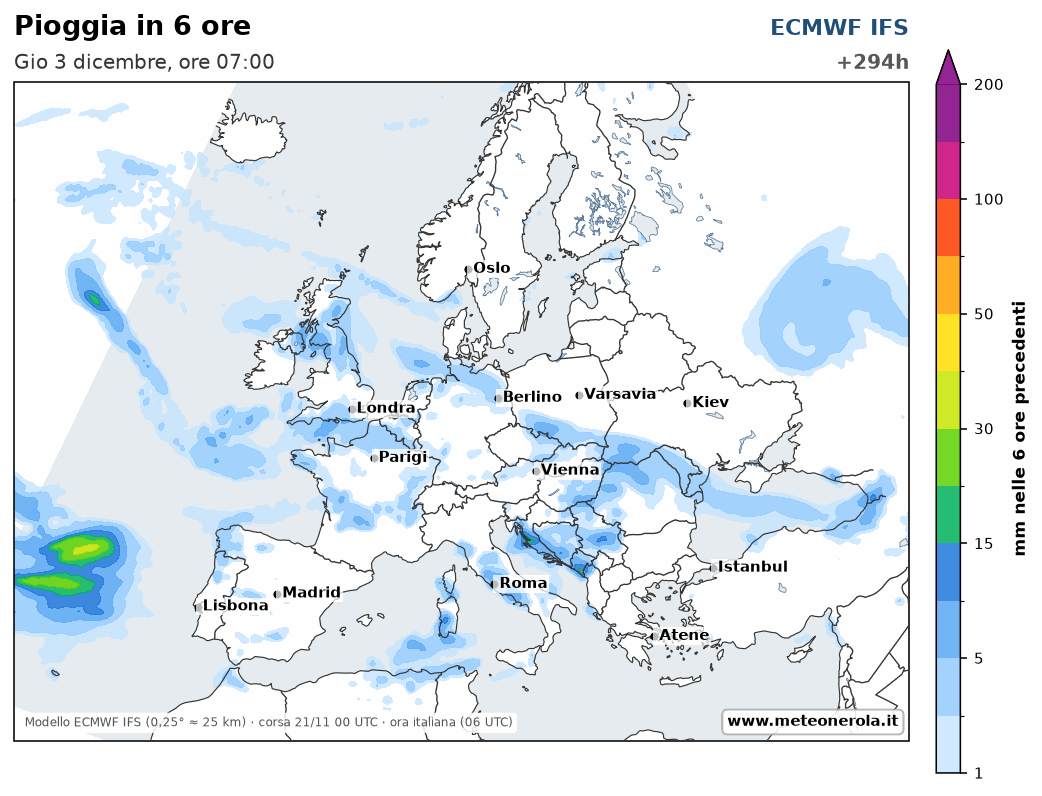 Pioggia in 6 ore
ECMWF IFS
Gio 3 dicembre, ore 07:00
+294h
200
100
50
30
15
5
1
mm nelle 6 ore precedenti
Oslo
Berlino
Varsavia
Kiev
Londra
Parigi
Vienna
Istanbul
Roma
Madrid
Lisbona
Atene
Modello ECMWF IFS (0,25° ≈ 25 km) · corsa 21/11 00 UTC · ora italiana (06 UTC)
www.meteonerola.it